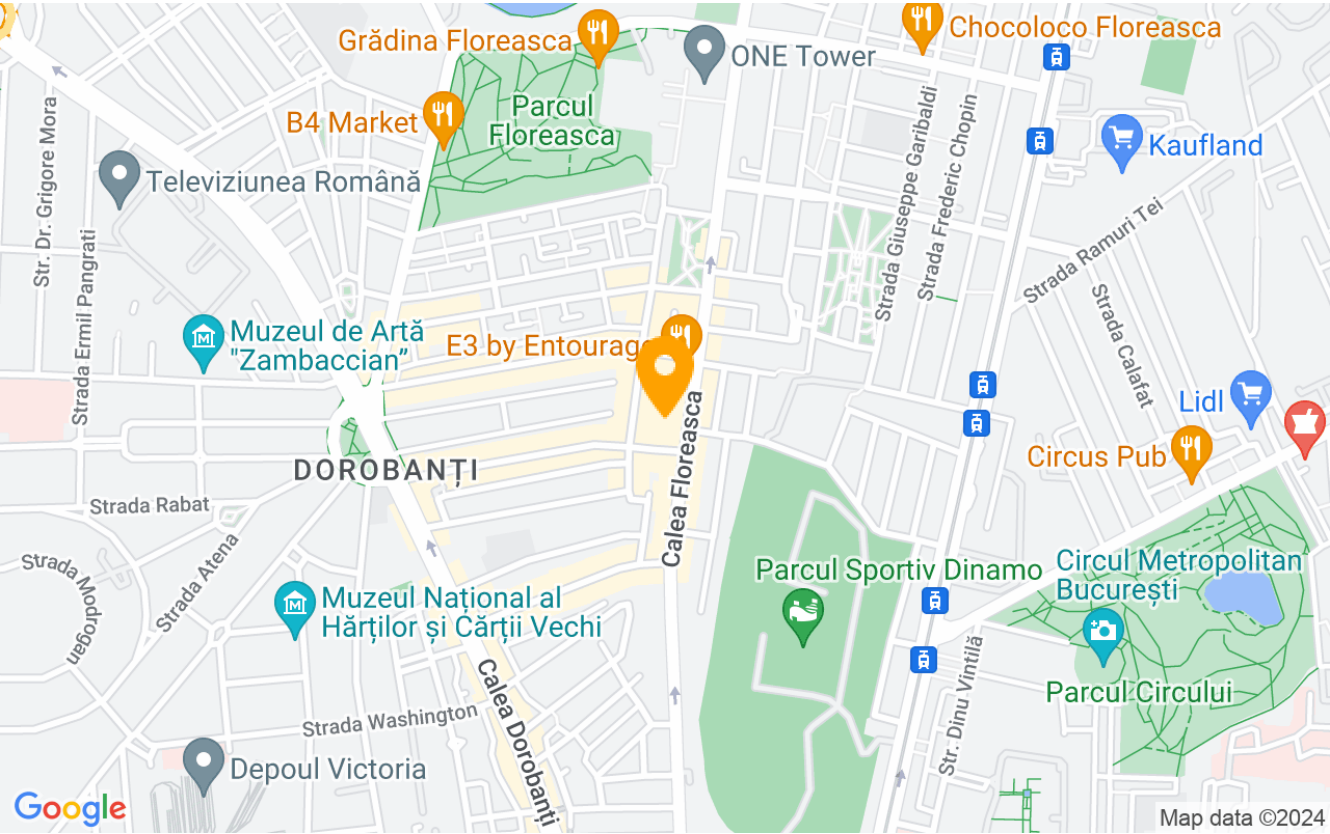 Grădina Floreasca
Chocoloco Floreasca
ONE Tower
B4 Market
Parcul
Floreasca
Kaufland
Televiziunea Română
Str. Dr. Grigore Mora
Strada Ermil Pangrati
Strada Giuseppe Garibaldi
Strada Frederic Chopin
Strada Ramuri Tei
Strada Calafat
Muzeul de Artă
"Zambaccian”
E3 by Entourage
Lidl
Calea Floreasca
Circus Pub
DOROBANȚI
Strada Rabat
Strada Atena
Strada Modrogan
Parcul Sportiv Dinamo
Circul Metropolitan
București
Muzeul Național al
Hărților și Cărții Vechi
Str. Dinu Vintilă
Parcul Circului
Calea Dorobanți
Strada Washington
Depoul Victoria
Google
Map data ©2024